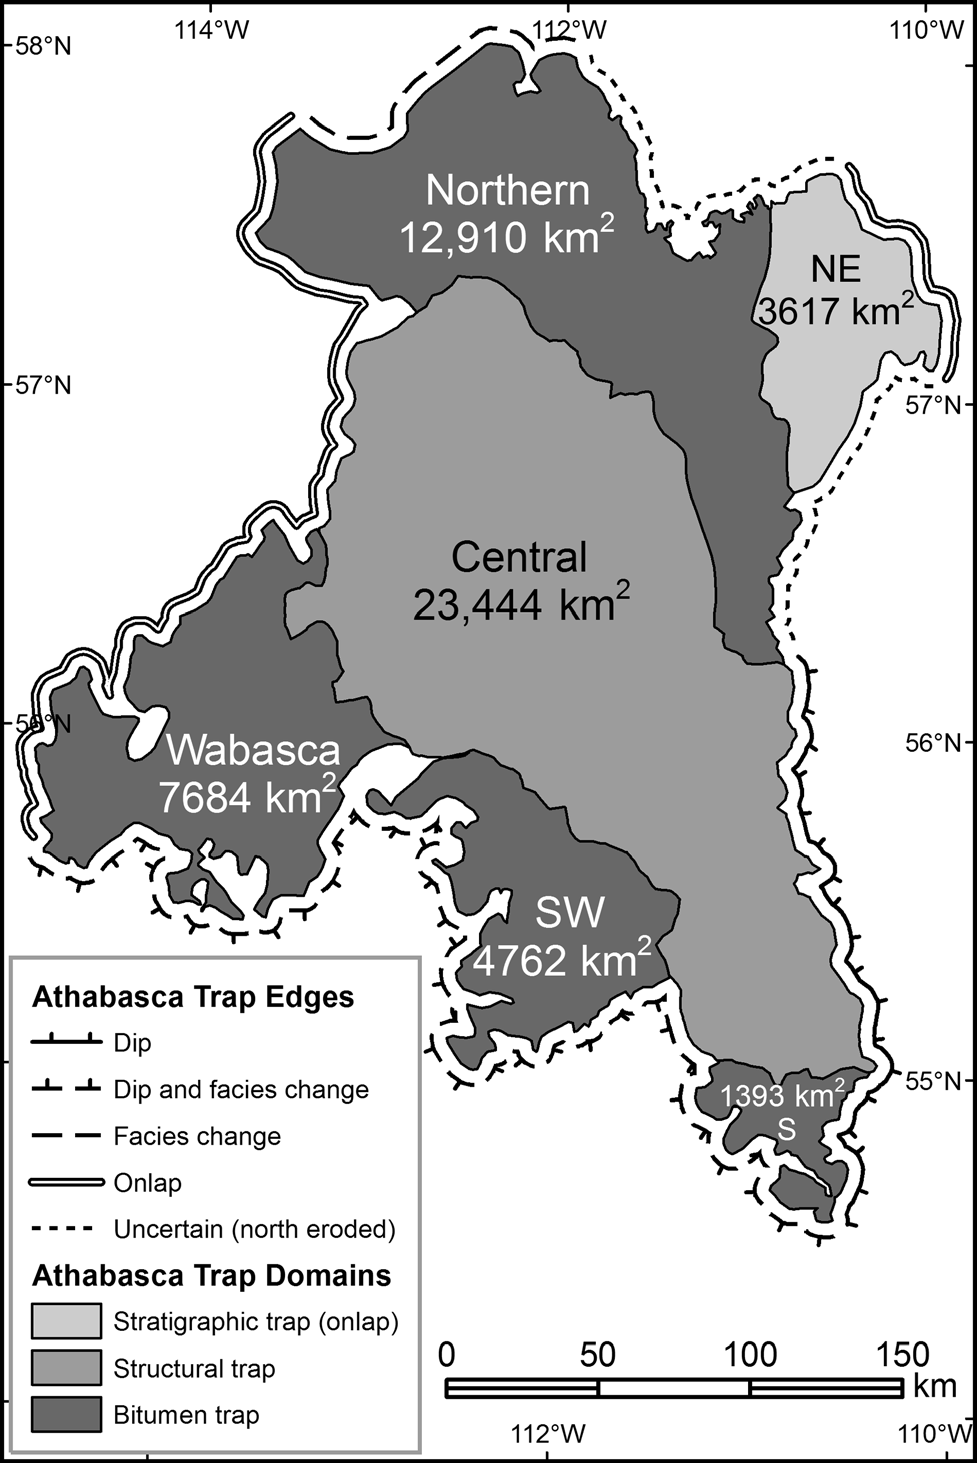 114°W 112°W 110°W
58°N
Northern
12,910 km²
NE
3617 km²
57°N
57°N
Central
23,444 km²
56°N
56°N
Wabasca
7684 km²
SW
4762 km²
55°N
1393 km²
S
Athabasca Trap Edges
Dip
Dip and facies change
Facies change
Onlap
Uncertain (north eroded)
Athabasca Trap Domains
Stratigraphic trap (onlap)
Structural trap
Bitumen trap
0 50 100 150
km
112°W 110°W